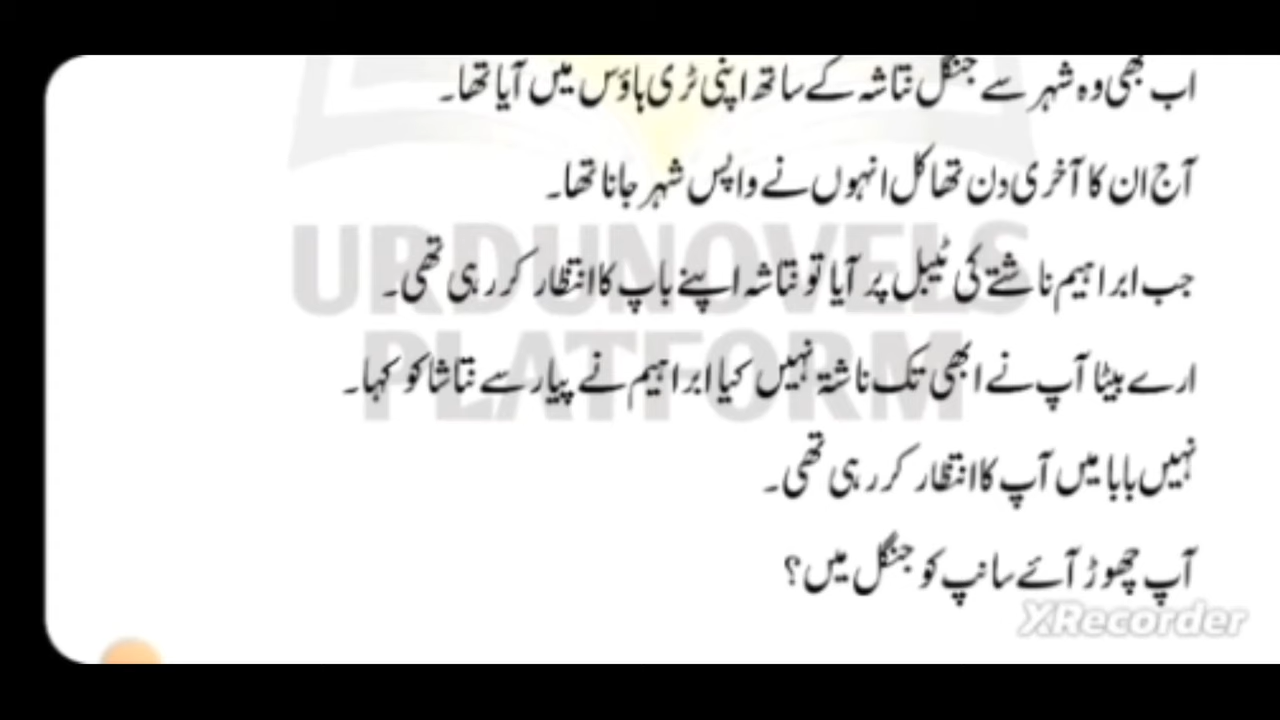 اب بھی وہ شہر سے جنگل نتاشہ کے ساتھ اپنی ٹری ہاؤس میں آیا تھا۔
آج ان کا آخری دن تھا کل انہوں نے واپس شہر جانا تھا۔
جب ابراہیم ناشتے کی ٹیبل پر آیا تو نتاشہ اپنے باپ کا انتظار کر رہی تھی۔
ارے بیٹا آپ نے ابھی تک ناشتہ نہیں کیا ابراہیم نے پیار سے نتاشا کو کہا۔
نہیں بابا میں آپ کا انتظار کر رہی تھی۔
آپ چھوڑ آئے سانپ کو جنگل میں؟
URDUNOVELS
PLATFORM
XRecorder